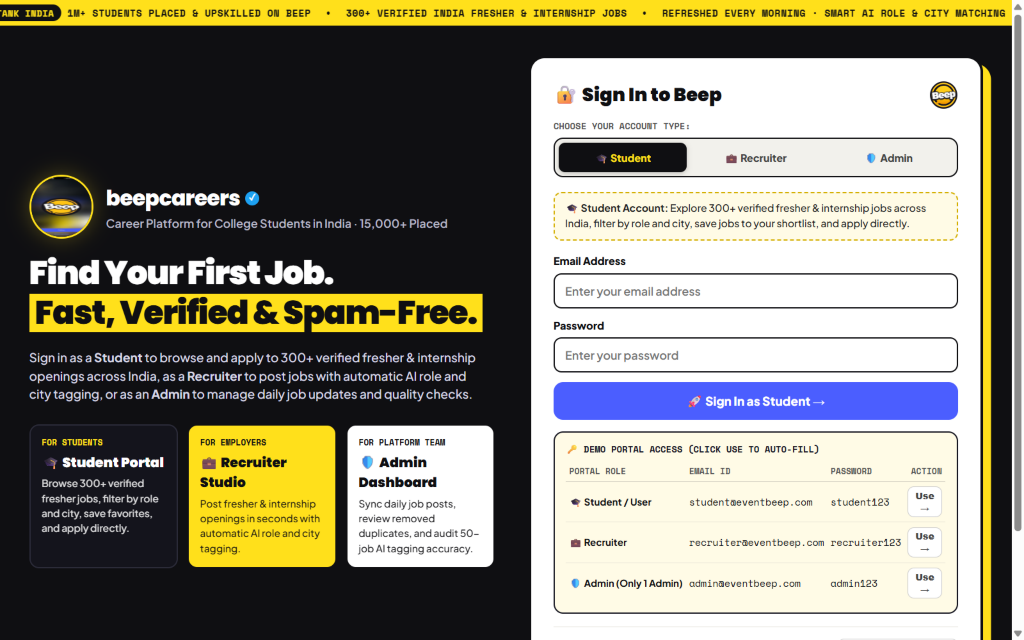 TANK INDIA 1M+ STUDENTS PLACED & UPSKILLED ON BEEP • 300+ VERIFIED INDIA FRESHER & INTERNSHIP JOBS • REFRESHED EVERY MORNING · SMART AI ROLE & CITY MATCHING
Beep
beepcareers
Career Platform for College Students in India · 15,000+ Placed
Find Your First Job.
Fast, Verified & Spam-Free.
Sign in as a Student to browse and apply to 300+ verified fresher & internship
openings across India, as a Recruiter to post jobs with automatic AI role and
city tagging, or as an Admin to manage daily job updates and quality checks.
FOR STUDENTS
🎓 Student Portal
Browse 300+ verified
fresher jobs, filter by role
and city, save favorites,
and apply directly.
FOR EMPLOYERS
💼 Recruiter
Studio
Post fresher & internship
openings in seconds with
automatic AI role and city
tagging.
FOR PLATFORM TEAM
🛡️ Admin
Dashboard
Sync daily job posts,
review removed
duplicates, and audit 50-
job AI tagging accuracy.
🔐 Sign In to Beep
Beep
CHOOSE YOUR ACCOUNT TYPE:
🎓 Student
💼 Recruiter
🛡️ Admin
🎓 Student Account: Explore 300+ verified fresher & internship jobs across
India, filter by role and city, save jobs to your shortlist, and apply directly.
Email Address
Enter your email address
Password
Enter your password
🚀 Sign In as Student →
🔑 DEMO PORTAL ACCESS (CLICK USE TO AUTO-FILL)
PORTAL ROLE EMAIL ID PASSWORD ACTION
🎓 Student / User student@eventbeep.com student123 Use →
💼 Recruiter recruiter@eventbeep.com recruiter123 Use →
🛡️ Admin (Only 1 Admin) admin@eventbeep.com admin123 Use →